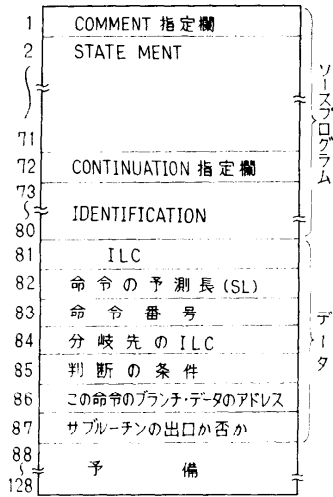 1 COMMENT 指定欄
2 STATE MENT
71
72 CONTINUATION 指定欄
73
IDENTIFICATION
80
ソースプログラム
81 ILC
82 命令の予測長(SL)
83 命令番号
84 分岐先のILC
85 判断の条件
86 この命令のブランチ・データのアドレス
87 サブルーチンの出口か否か
88
予備
128
データ